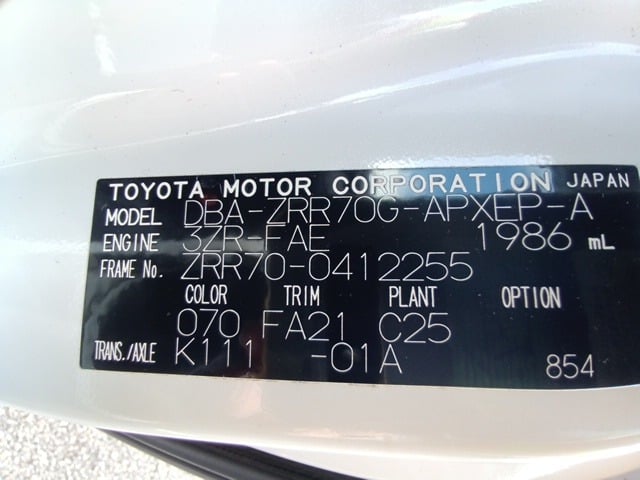 TOYOTA MOTOR CORPORATION JAPAN
MODEL DBA-ZRR70G-APXEP-A
ENGINE 3ZR-FAE 1986 mL
FRAME No. ZRR70-0412255
COLOR TRIM PLANT OPTION
070 FA21 C25
TRANS./AXLE K111 -01A 854